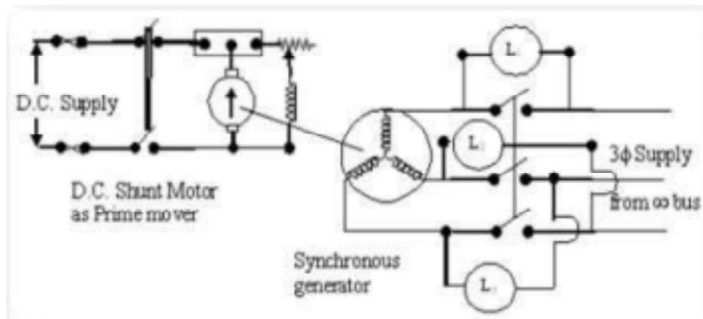 D.C. Supply
D.C. Shunt Motor
as Prime mover
Synchronous
generator
L
L
L
3ϕ Supply
from ∞ bus